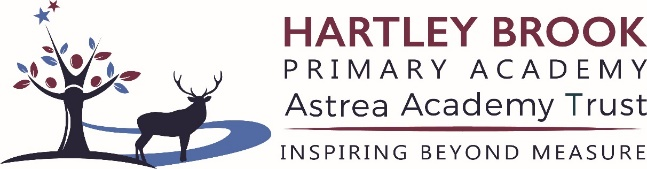 HARTLEY BROOK
PRIMARY ACADEMY
Astrea Academy Trust
INSPIRING BEYOND MEASURE